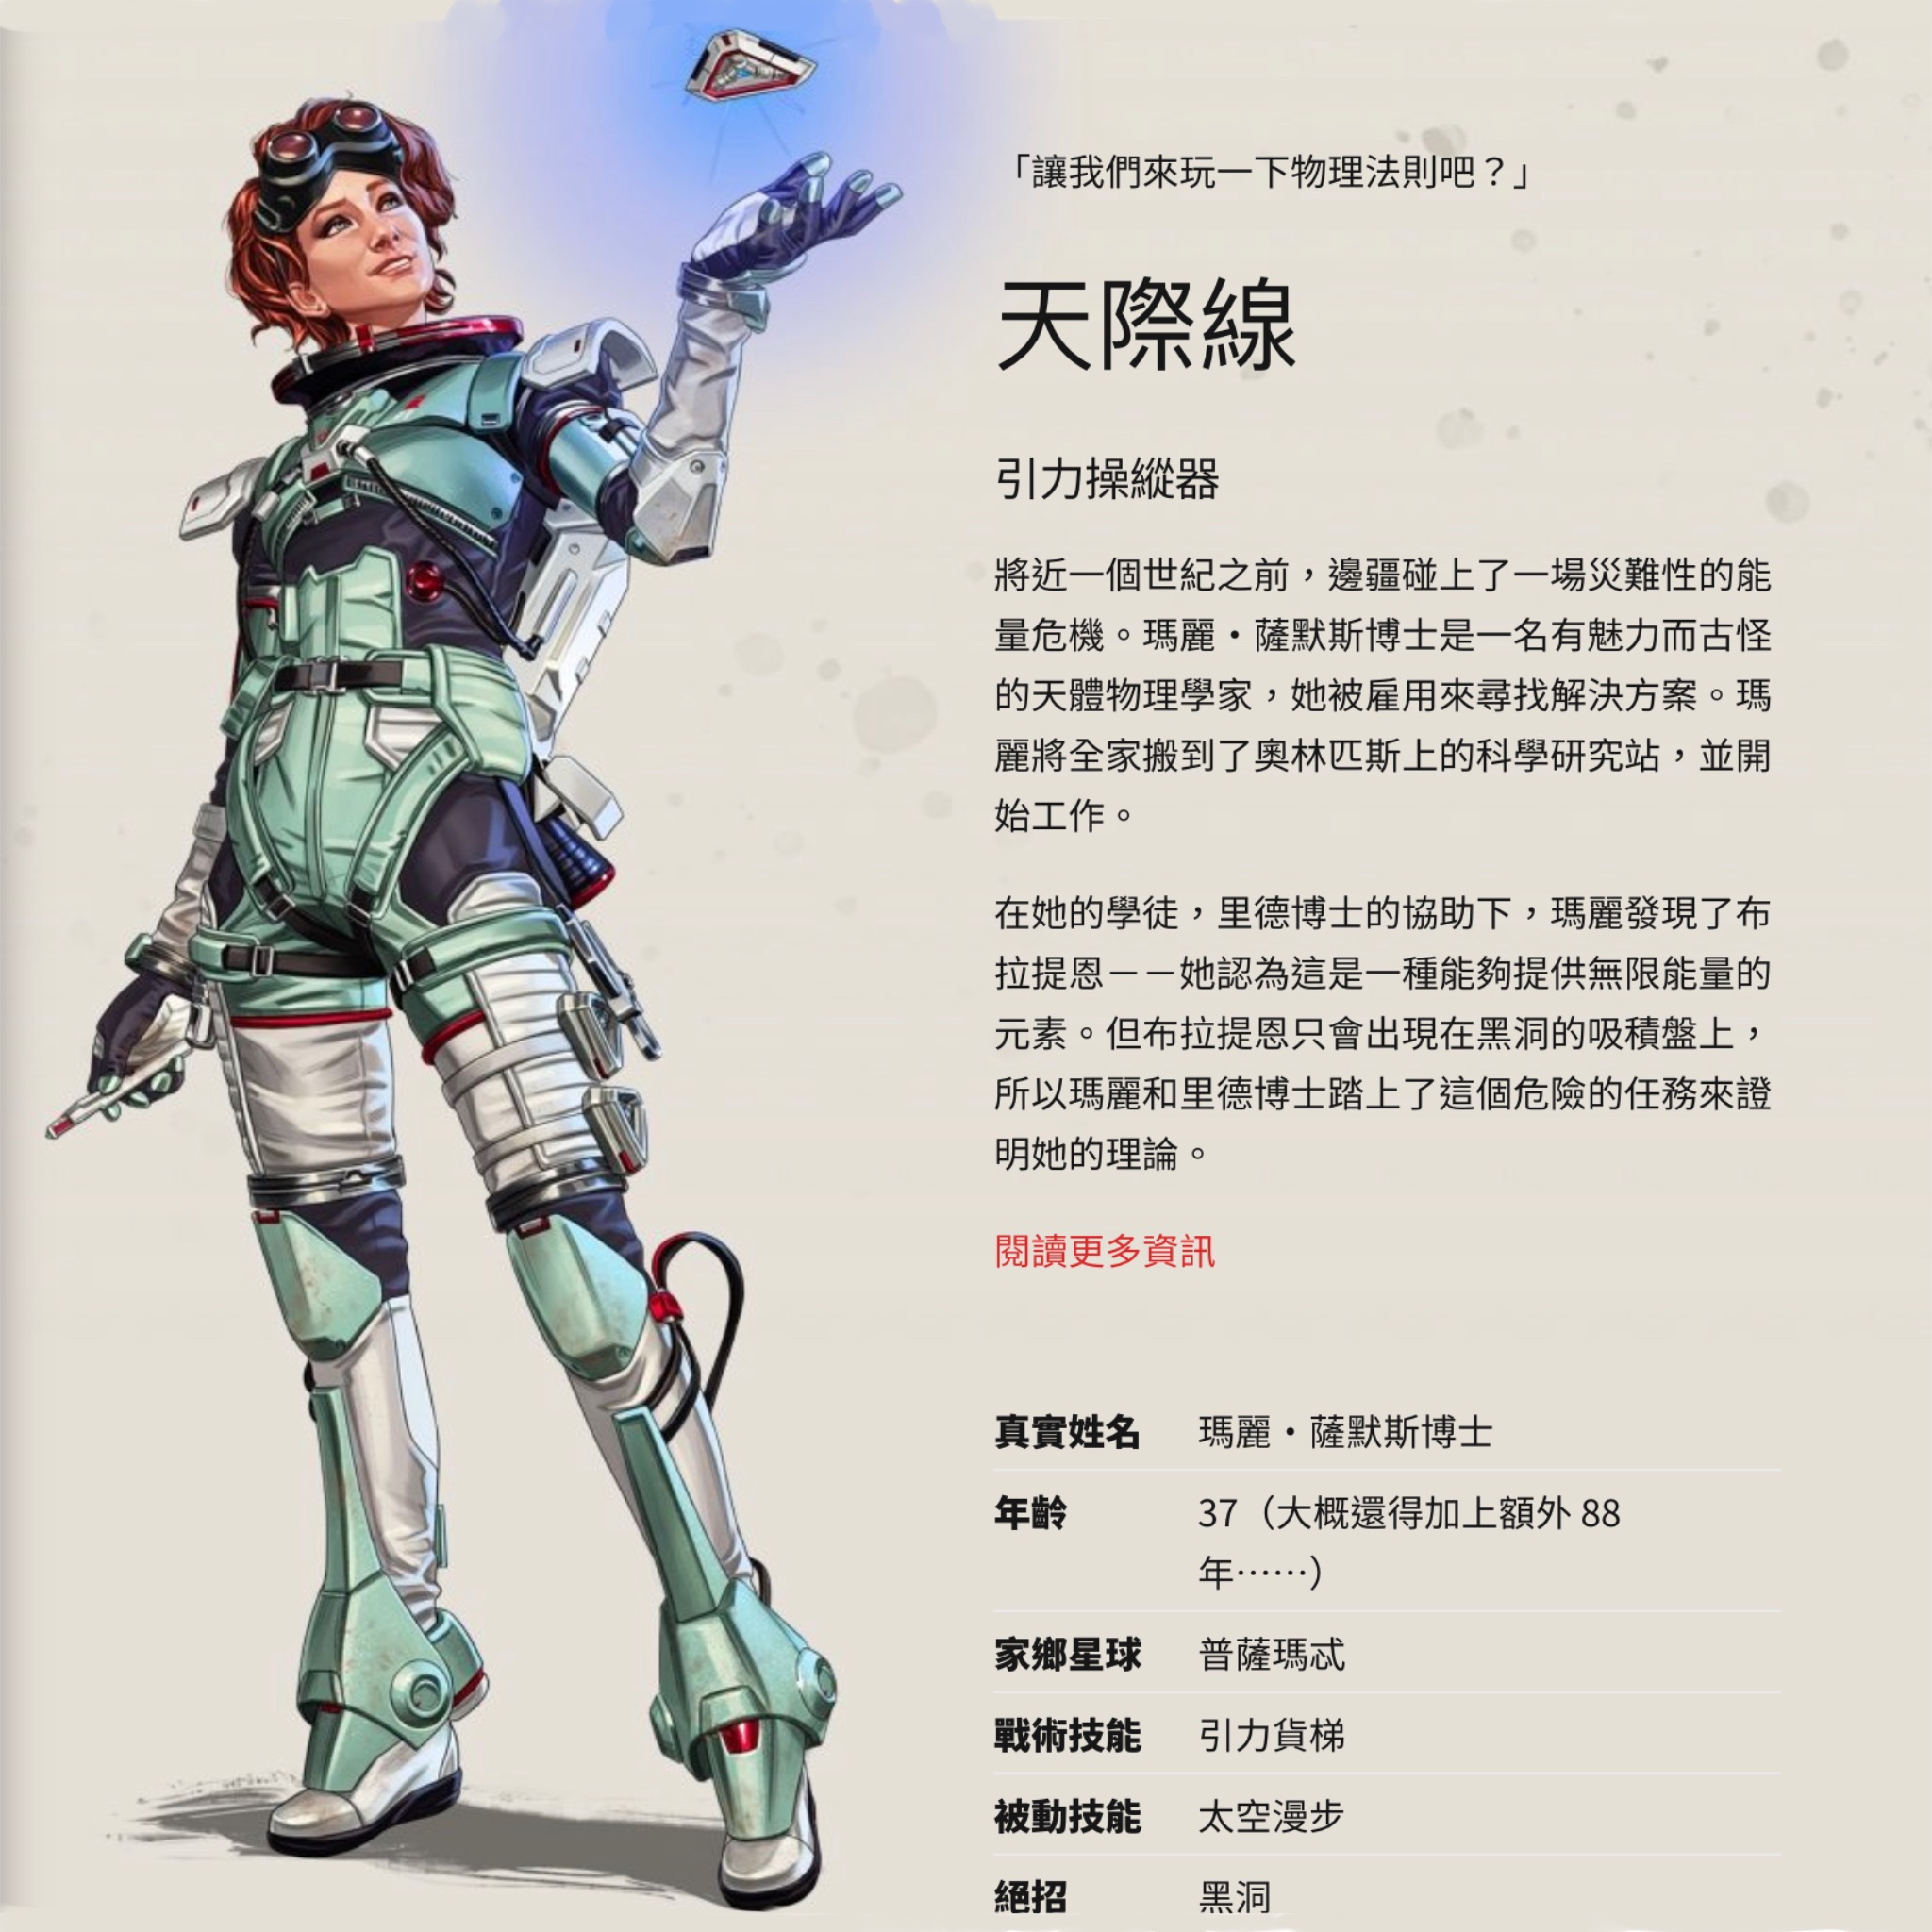 「讓我們來玩一下物理法則吧？」
天際線
引力操縱器
將近一個世紀之前，邊疆碰上了一場災難性的能
量危機。瑪麗・薩默斯博士是一名有魅力而古怪
的天體物理學家，她被雇用來尋找解決方案。瑪
麗將全家搬到了奧林匹斯上的科學研究站，並開
始工作。
在她的學徒，里德博士的協助下，瑪麗發現了布
拉提恩－－她認為這是一種能夠提供無限能量的
元素。但布拉提恩只會出現在黑洞的吸積盤上，
所以瑪麗和里德博士踏上了這個危險的任務來證
明她的理論。
閱讀更多資訊
真實姓名 瑪麗・薩默斯博士
年齡 37（大概還得加上額外 88
年⋯⋯）
家鄉星球 普薩瑪忒
戰術技能 引力貨梯
被動技能 太空漫步
絕招 黑洞